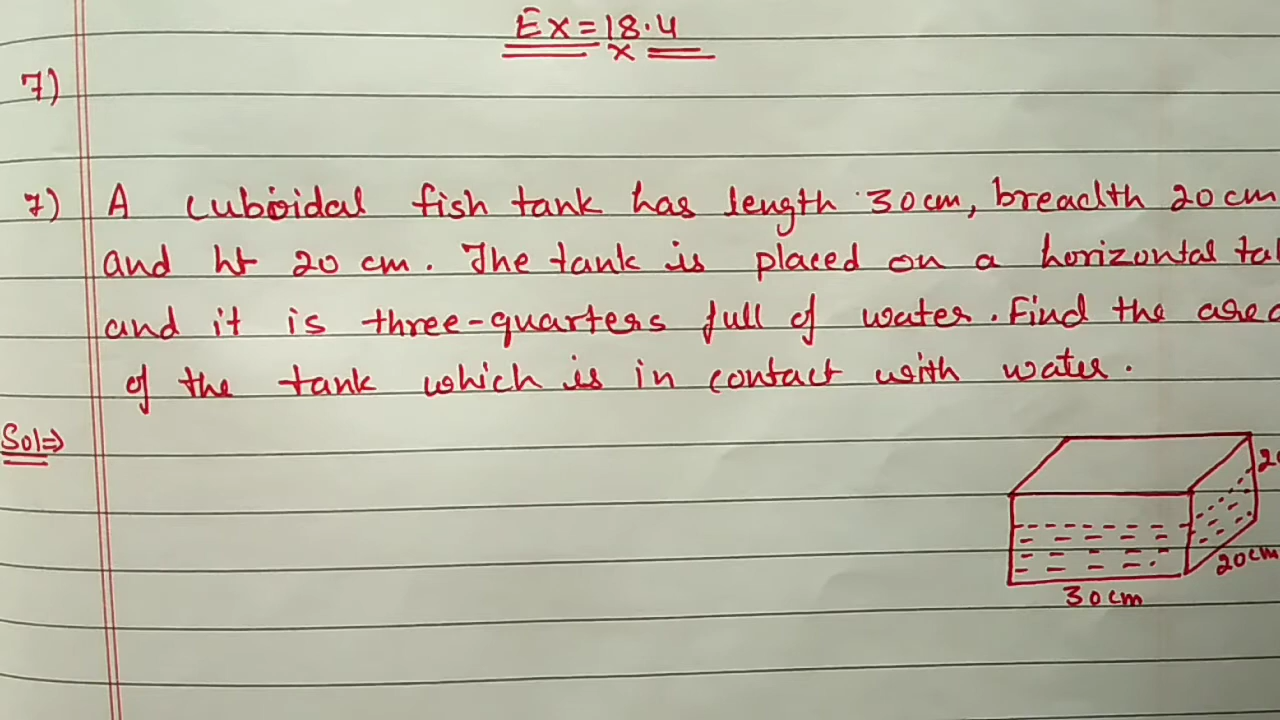 Ex=18.4
x
7)
7) A cuboidal fish tank has length 30cm, breadth 20cm
and ht 20 cm. The tank is placed on a horizontal
and it is three-quarters full of water. Find the area
of the tank which is in contact with water.
Sol⇒
20cm
30cm